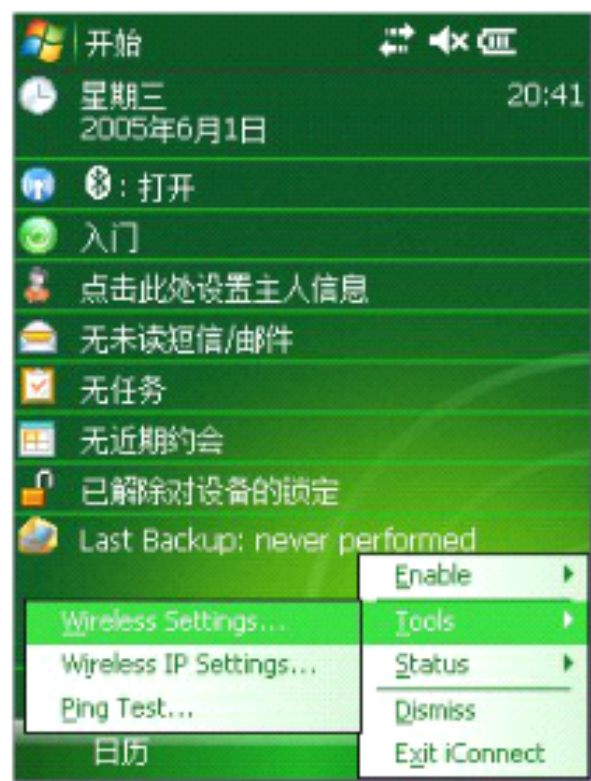 开始
星期三 20:41
2005年6月1日
: 打开
入门
点击此处设置主人信息
无未读短信/邮件
无任务
无近期约会
已解除对设备的锁定
Last Backup: never performed
Enable
Wireless Settings... Tools
Wireless IP Settings... Status
Ping Test... Dismiss
日历 Exit iConnect